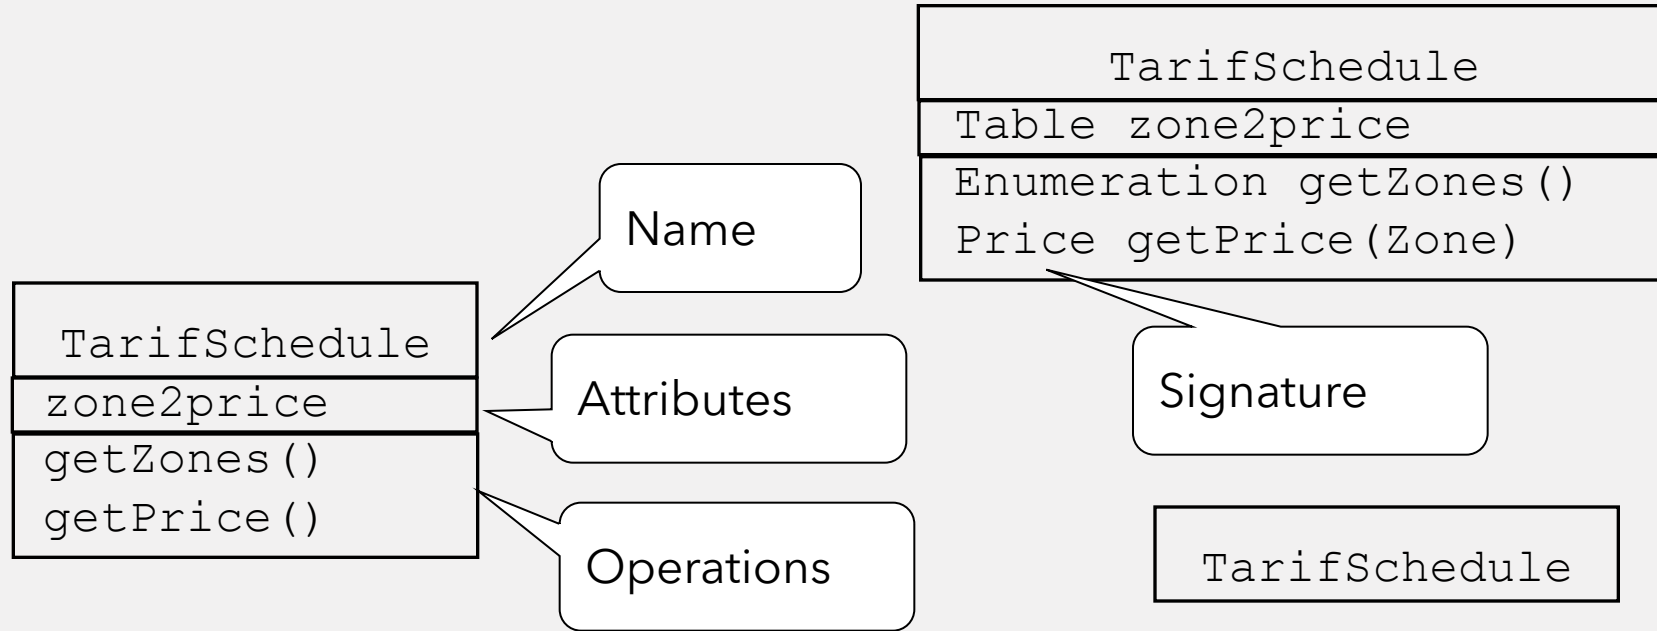 TarifSchedule
zone2price
getZones()
getPrice()
Name
Attributes
Operations
TarifSchedule
Table zone2price
Enumeration getZones()
Price getPrice(Zone)
Signature
TarifSchedule